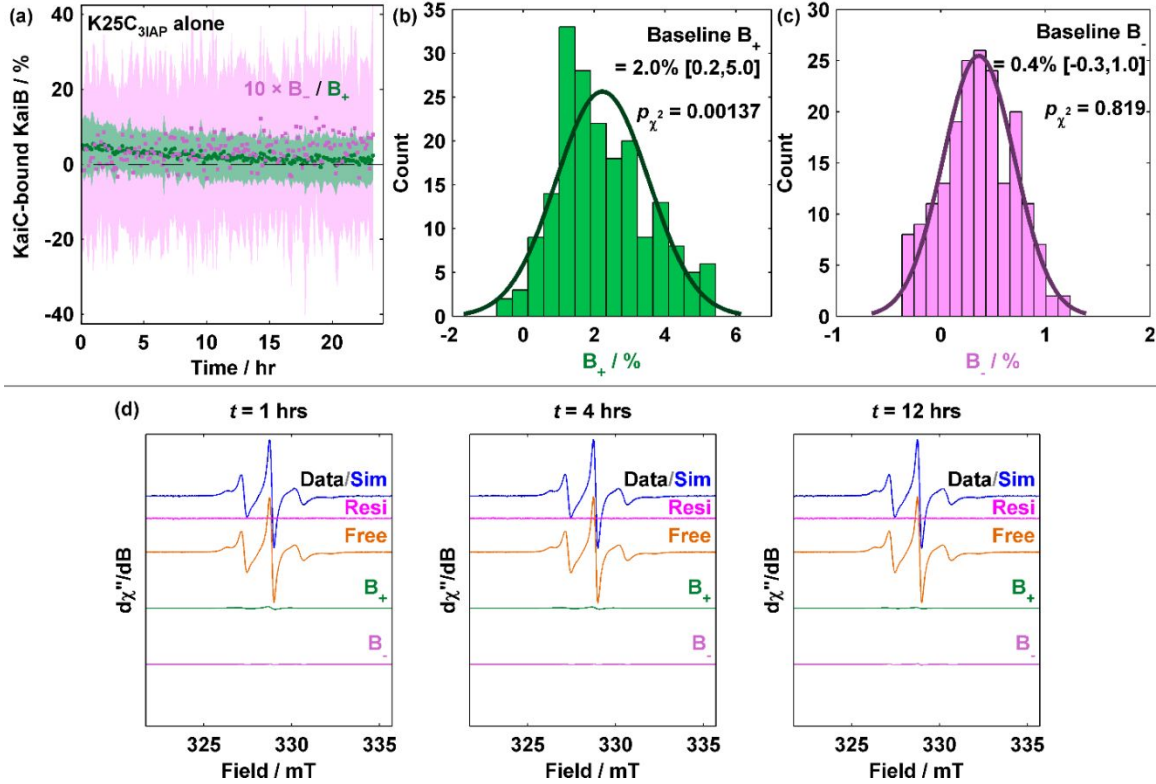 (a)
K25C3IAP alone
10 × B- / B+
KaiC-bound KaiB / %
40
20
0
-20
-40
0 5 10 15 20
Time / hr
(b)
Baseline B+
= 2.0% [0.2,5.0]
pχ² = 0.00137
Count
35
30
25
20
15
10
5
0
0 2 4 6
B+ / %
(c)
Baseline B-
= 0.4% [-0.3,1.0]
pχ² = 0.819
Count
30
25
20
15
10
5
0
-1 0 1 2
B- / %
(d)
t = 1 hrs
Data/Sim
Resi
Free
B+
B-
dχ''/dB
325 330 335
Field / mT
t = 4 hrs
Data/Sim
Resi
Free
B+
B-
dχ''/dB
325 330 335
Field / mT
t = 12 hrs
Data/Sim
Resi
Free
B+
B-
dχ''/dB
325 330 335
Field / mT